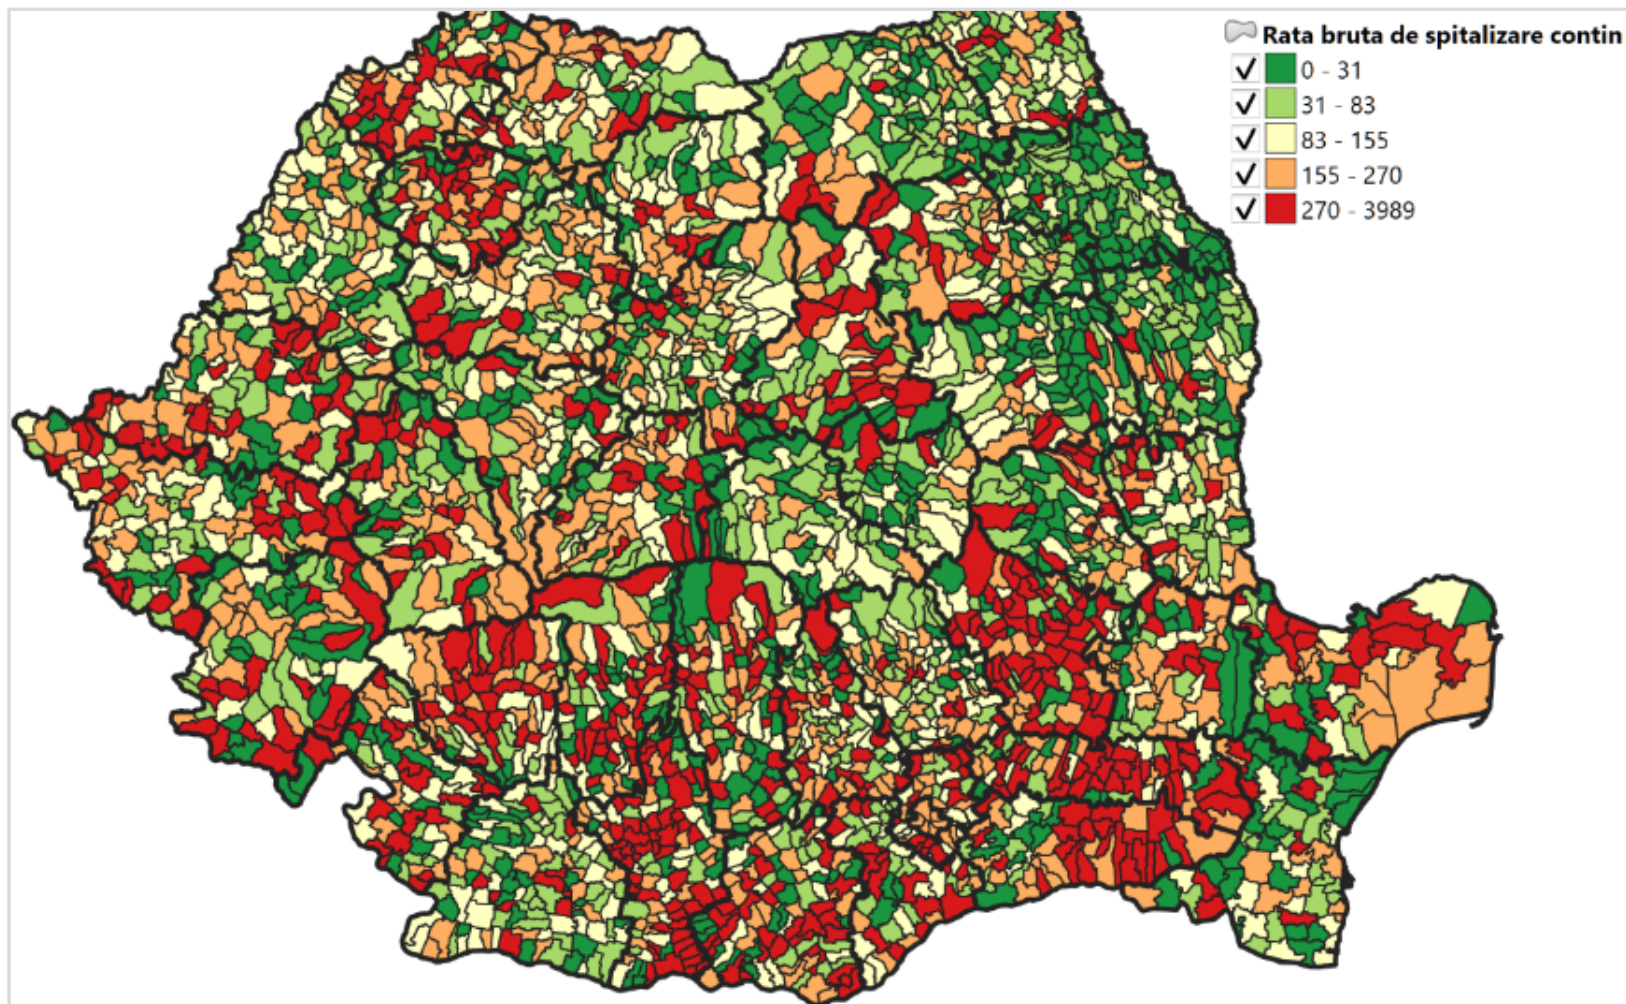 Rata bruta de spitalizare contin
0 - 31
31 - 83
83 - 155
155 - 270
270 - 3989